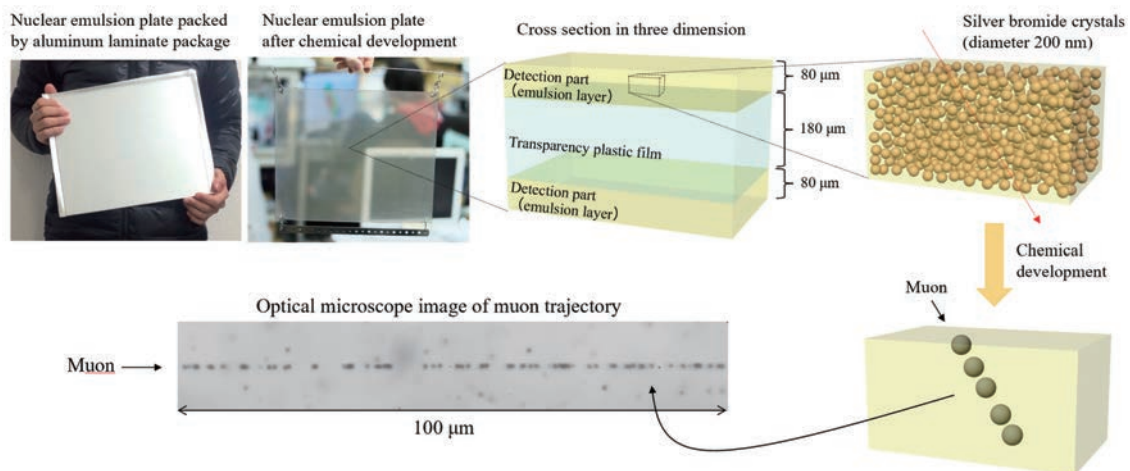 Nuclear emulsion plate packed
by aluminum laminate package
Nuclear emulsion plate
after chemical development
Cross section in three dimension
Silver bromide crystals
(diameter 200 nm)
Detection part
(emulsion layer)
80 μm
180 μm
Transparency plastic film
80 μm
Detection part
(emulsion layer)
Chemical
development
Optical microscope image of muon trajectory
Muon
Muon
100 μm